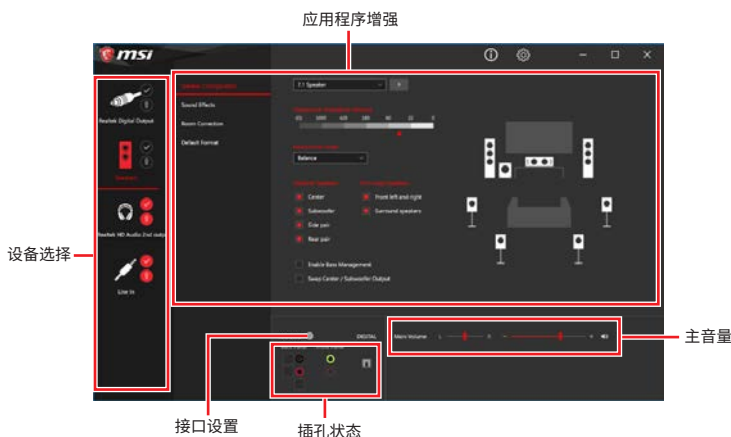 应用程序增强
msi
7.1 Speaker
Realtek Digital Output
Sound Effects
Room Correction
Default Format
Balance
Center
Front left and right
Subwoofer
Surround speakers
Side pair
Rear pair
Realtek HD Audio 2nd output
Enable Bass Management
Swap Center / Subwoofer Output
Line In
设备选择
DIGITAL
Main Volume
L
R
-
+
主音量
接口设置
插孔状态